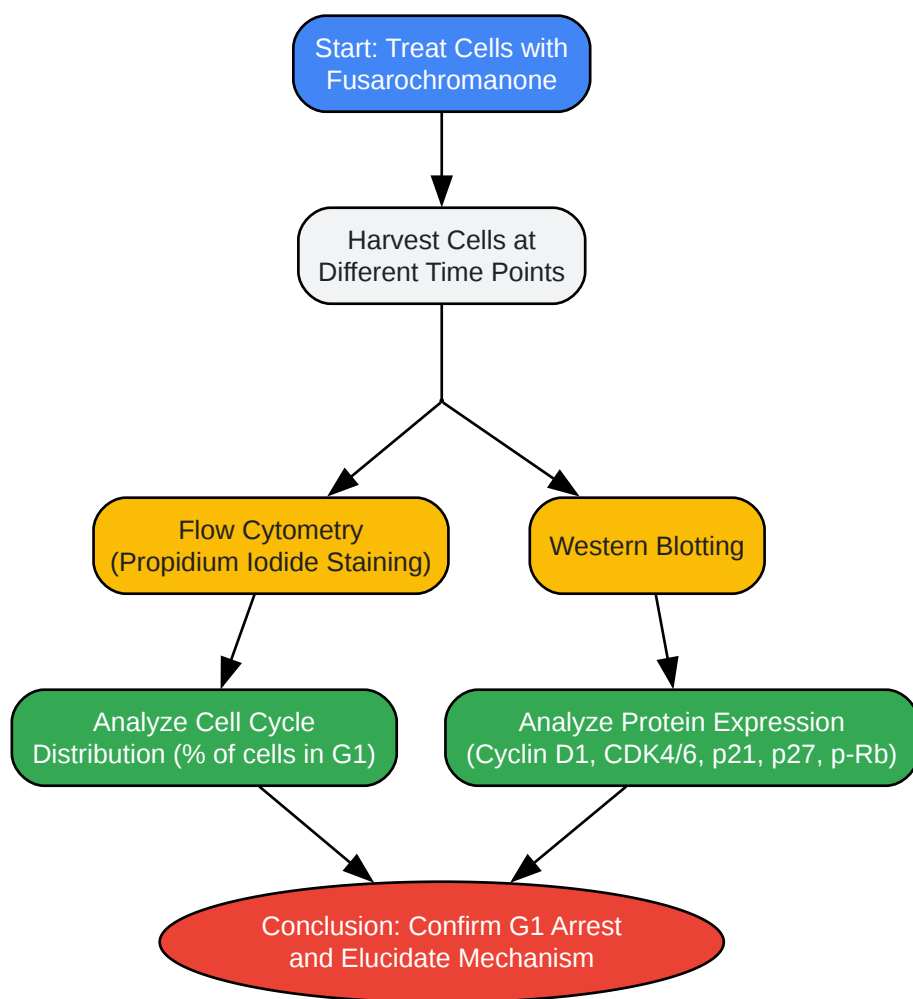 Start: Treat Cells with
Fusarochromanone
Harvest Cells at
Different Time Points
Flow Cytometry
(Propidium Iodide Staining)
Western Blotting
Analyze Cell Cycle
Distribution (% of cells in G1)
Analyze Protein Expression
(Cyclin D1, CDK4/6, p21, p27, p-Rb)
Conclusion: Confirm G1 Arrest
and Elucidate Mechanism